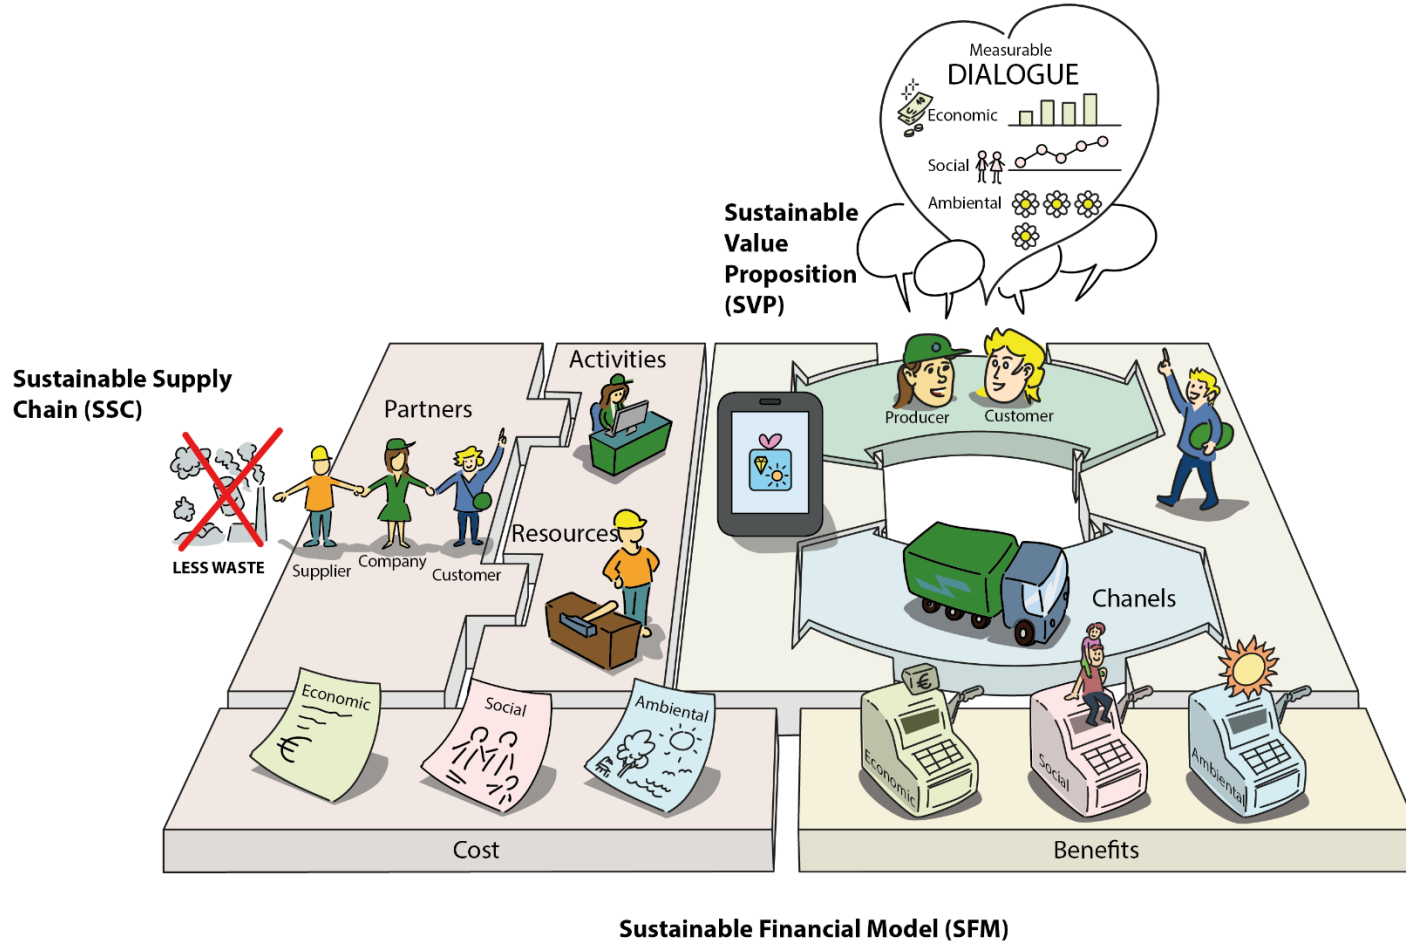 Measurable
DIALOGUE
Economic
Social
Ambiental
Sustainable
Value
Proposition
(SVP)
Sustainable Supply
Chain (SSC)
Activities
Partners
Producer
Customer
Resources
LESS WASTE
Supplier
Company
Customer
Chanels
Economic
€
Social
Ambiental
€
Economic
Social
Ambiental
Cost
Benefits
Sustainable Financial Model (SFM)